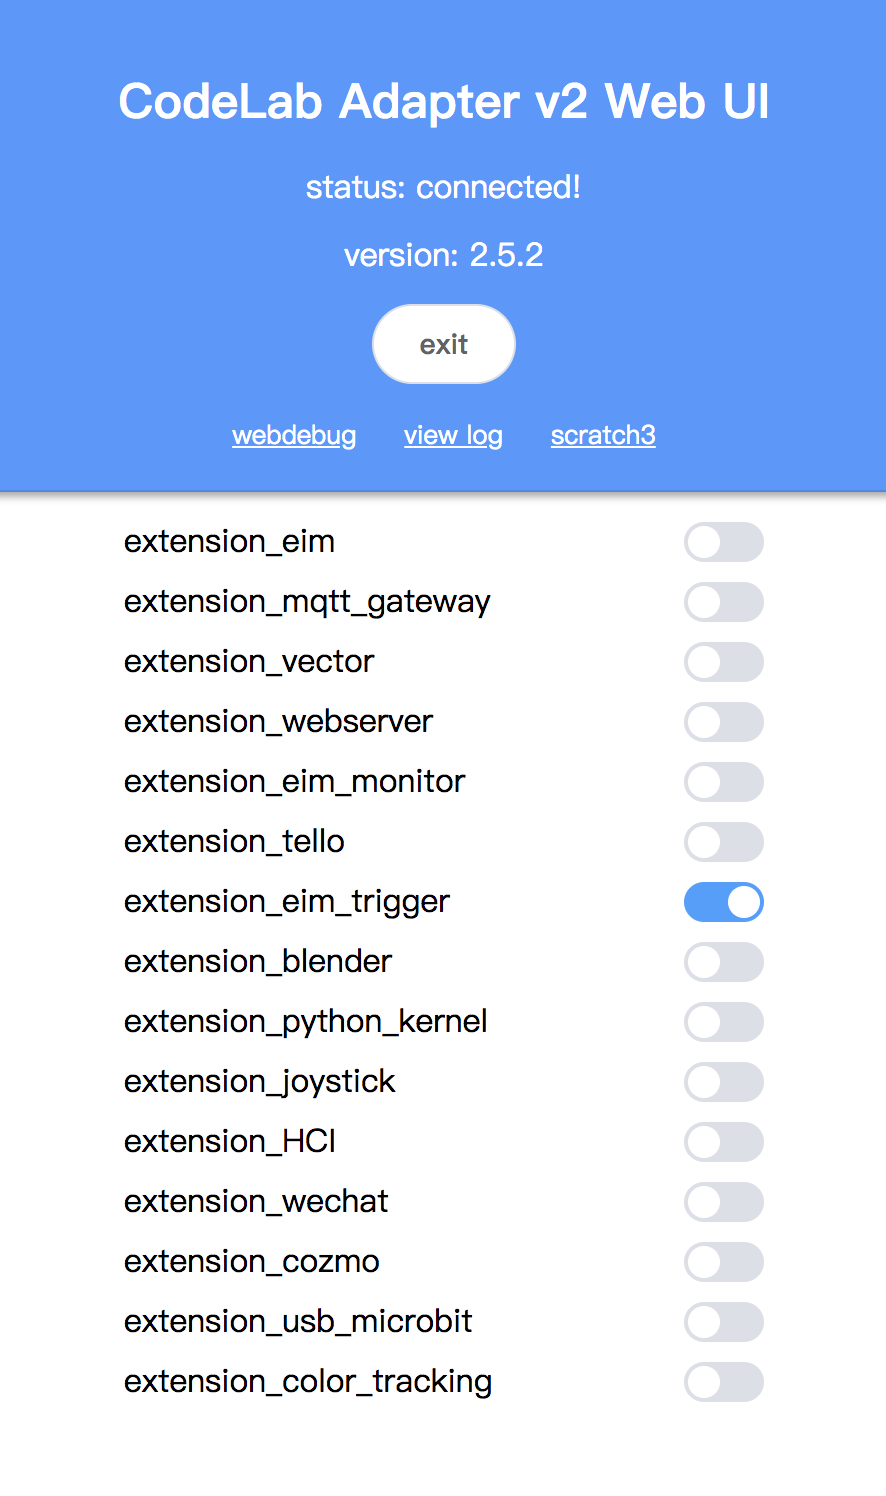 CodeLab Adapter v2 Web UI
status: connected!
version: 2.5.2
exit
webdebug view log scratch3
extension_eim
extension_mqtt_gateway
extension_vector
extension_webserver
extension_eim_monitor
extension_tello
extension_eim_trigger
extension_blender
extension_python_kernel
extension_joystick
extension_HCI
extension_wechat
extension_cozmo
extension_usb_microbit
extension_color_tracking